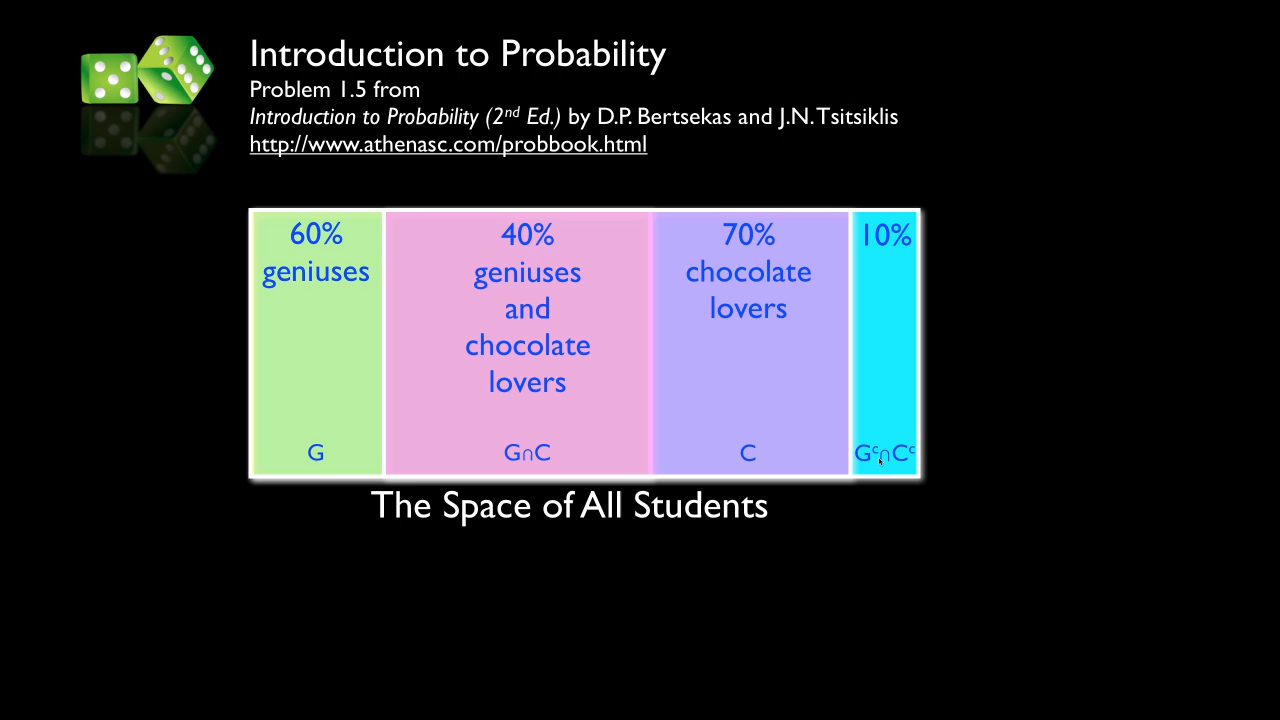 Introduction to Probability
Problem 1.5 from
Introduction to Probability (2nd Ed.) by D.P. Bertsekas and J.N. Tsitsiklis
http://www.athenasc.com/probbook.html
60%
geniuses
G
40%
geniuses
and
chocolate
lovers
G∩C
70%
chocolate
lovers
C
10%
Gᶜ∩Cᶜ
The Space of All Students